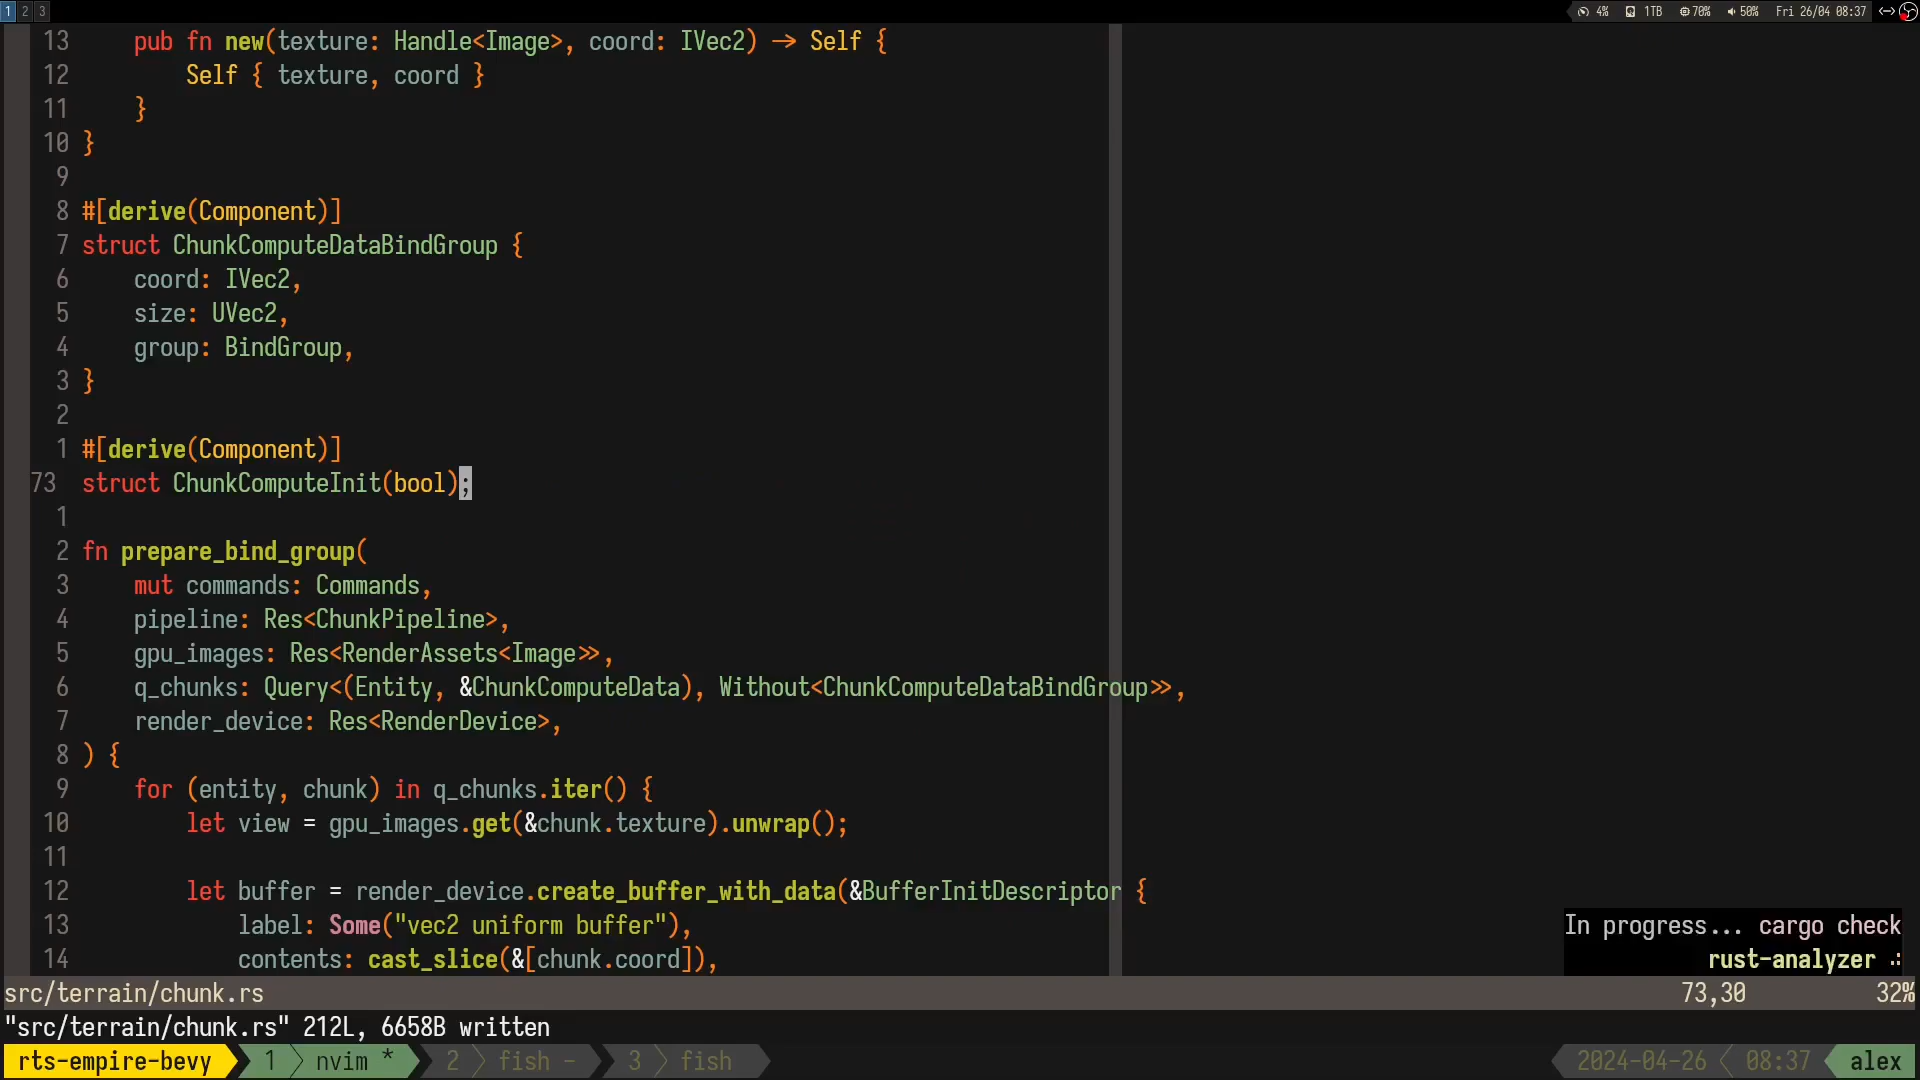 1 2 3
4% 1TB 70% 50% Fri 26/04 08:37
13 pub fn new(texture: Handle<Image>, coord: IVec2) -> Self {
12 Self { texture, coord }
11 }
10 }
9
8 #[derive(Component)]
7 struct ChunkComputeDataBindGroup {
6 coord: IVec2,
5 size: UVec2,
4 group: BindGroup,
3 }
2
1 #[derive(Component)]
73 struct ChunkComputeInit(bool);
1
2 fn prepare_bind_group(
3 mut commands: Commands,
4 pipeline: Res<ChunkPipeline>,
5 gpu_images: Res<RenderAssets<Image>>,
6 q_chunks: Query<(Entity, &ChunkComputeData), Without<ChunkComputeDataBindGroup>>,
7 render_device: Res<RenderDevice>,
8 ) {
9 for (entity, chunk) in q_chunks.iter() {
10 let view = gpu_images.get(&chunk.texture).unwrap();
11
12 let buffer = render_device.create_buffer_with_data(&BufferInitDescriptor {
13 label: Some("vec2 uniform buffer"),
14 contents: cast_slice(&[chunk.coord]),
In progress... cargo check
rust-analyzer
src/terrain/chunk.rs 73,30 32%
"src/terrain/chunk.rs" 212L, 6658B written
rts-empire-bevy 1 nvim * 2 fish - 3 fish 2024-04-26 08:37 alex